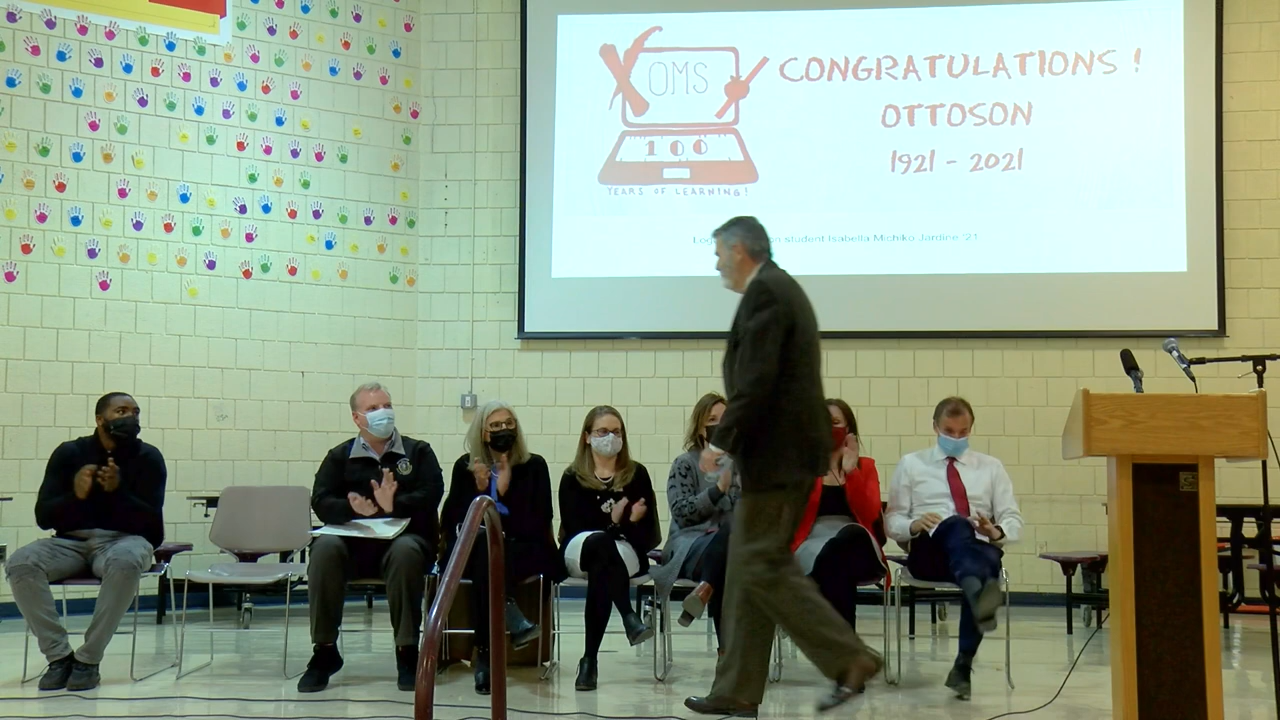 OMS
CONGRATULATIONS !
OTTOSON
1921 - 2021
100
YEARS OF LEARNING!
student Isabella Michiko Jardine '21